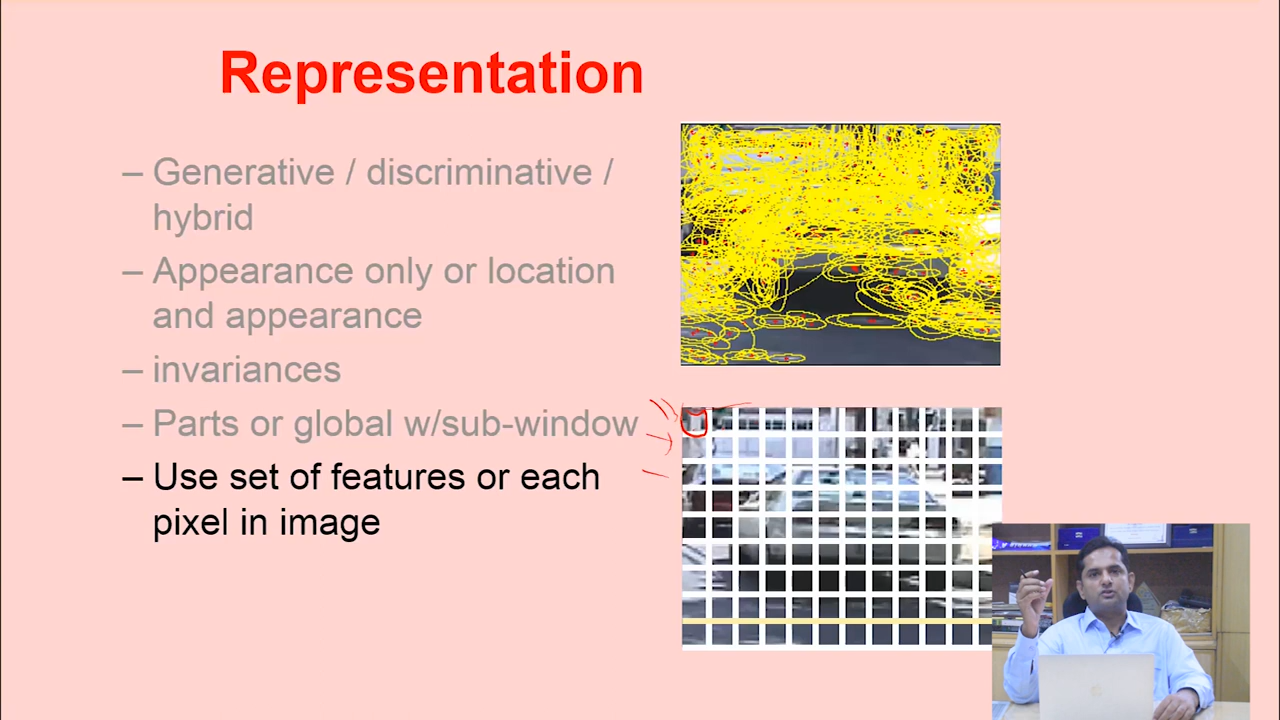 Representation
– Generative / discriminative /
hybrid
– Appearance only or location
and appearance
– invariances
– Parts or global w/sub-window
– Use set of features or each
pixel in image